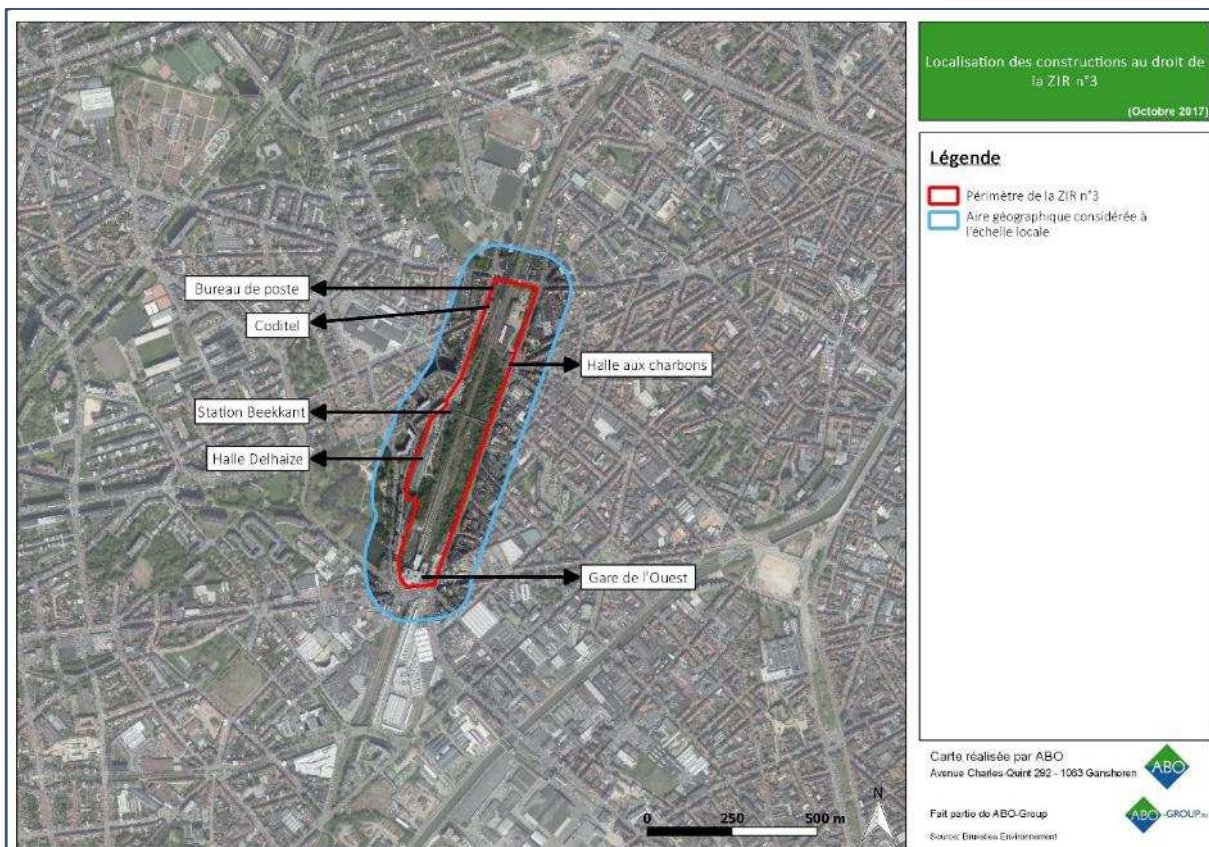 Localisation des constructions au droit de
la ZIR n°3
(Octobre 2017)
Légende
Périmètre de la ZIR n°3
Aire géographique considérée à
l'échelle locale
Bureau de poste
Coditel
Halle aux charbons
Station Beekkant
Halle Delhaize
Gare de l'Ouest
N
0 250 500 m
Carte réalisée par ABO
Avenue Charles-Quint 292 - 1083 Ganshoren
ABO
Fait partie de ABO-Group
ABO-GROUP.eu
Source: Bruxelles Environnement